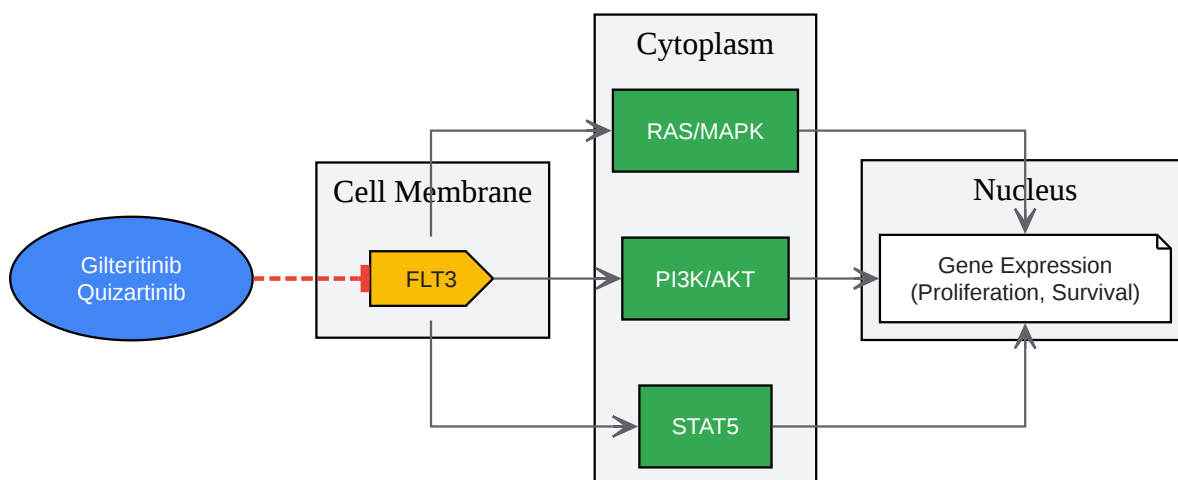 Cytoplasm
RAS/MAPK
Cell Membrane
Nucleus
Gilteritinib
Quizartinib
FLT3
PI3K/AKT
Gene Expression
(Proliferation, Survival)
STAT5